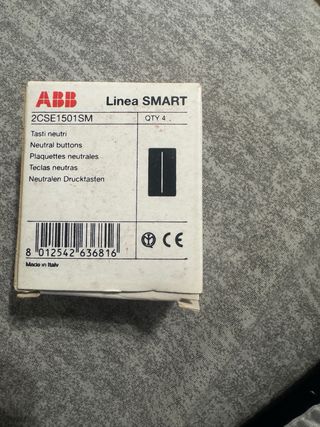 ABB Linea SMART
2CSE1501SM QTY 4
Tasti neutri
Neutral buttons
Plaquettes neutrales
Teclas neutras
Neutralen Drucktasten
8 012542 636816
CE
Made in Italy